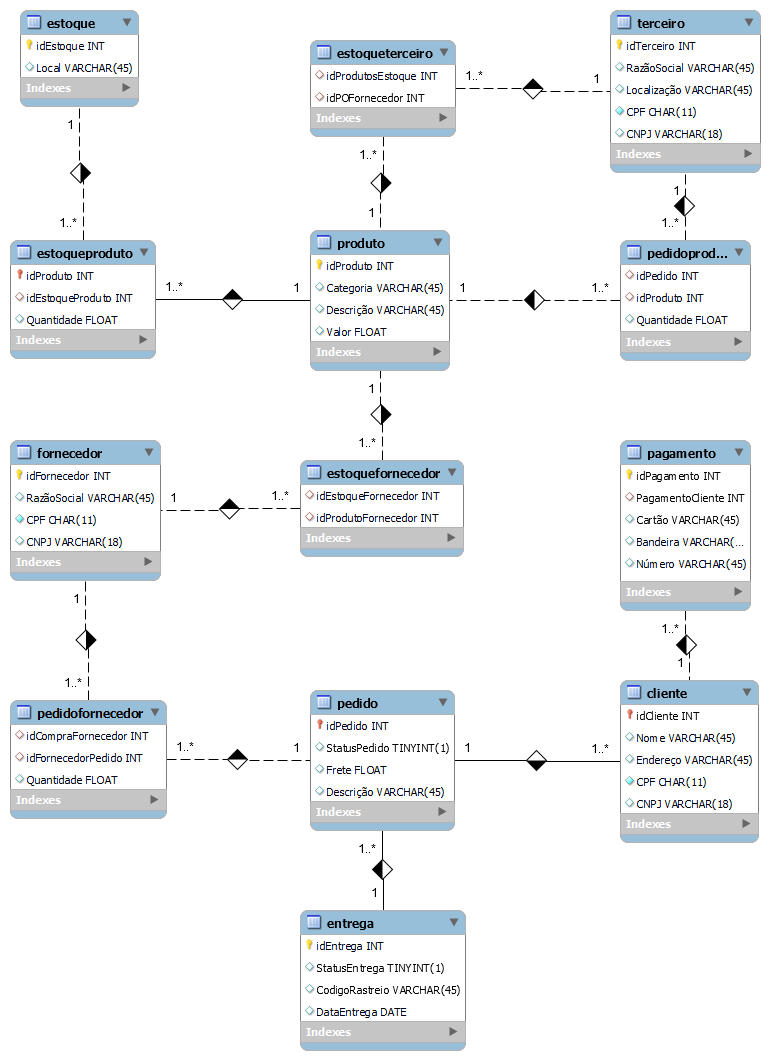 estoque
idEstoque INT
Local VARCHAR(45)
Indexes
estoqueterceiro
idProdutosEstoque INT
idPOFornecedor INT
Indexes
terceiro
idTerceiro INT
RazãoSocial VARCHAR(45)
Localização VARCHAR(45)
CPF CHAR(11)
CNPJ VARCHAR(18)
Indexes
1..*
1
1
1..*
1..*
1
1
1..*
estoqueproduto
idProduto INT
idEstoqueProduto INT
Quantidade FLOAT
Indexes
1..*
1
produto
idProduto INT
Categoria VARCHAR(45)
Descrição VARCHAR(45)
Valor FLOAT
Indexes
1
1..*
pedidoprod...
idPedido INT
idProduto INT
Quantidade FLOAT
Indexes
1
1..*
fornecedor
idFornecedor INT
RazãoSocial VARCHAR(45)
CPF CHAR(11)
CNPJ VARCHAR(18)
Indexes
1
1..*
estoquefornecedor
idEstoqueFornecedor INT
idProdutoFornecedor INT
Indexes
pagamento
idPagamento INT
PagamentoCliente INT
Cartão VARCHAR(45)
Bandeira VARCHAR(...
Número VARCHAR(45)
Indexes
1
1..*
1..*
1
pedidofornecedor
idCompraFornecedor INT
idFornecedorPedido INT
Quantidade FLOAT
Indexes
1..*
1
pedido
idPedido INT
StatusPedido TINYINT(1)
Frete FLOAT
Descrição VARCHAR(45)
Indexes
1
1..*
cliente
idCliente INT
Nome VARCHAR(45)
Endereço VARCHAR(45)
CPF CHAR(11)
CNPJ VARCHAR(18)
Indexes
1..*
1
entrega
idEntrega INT
StatusEntrega TINYINT(1)
CodigoRastreio VARCHAR(45)
DataEntrega DATE
Indexes